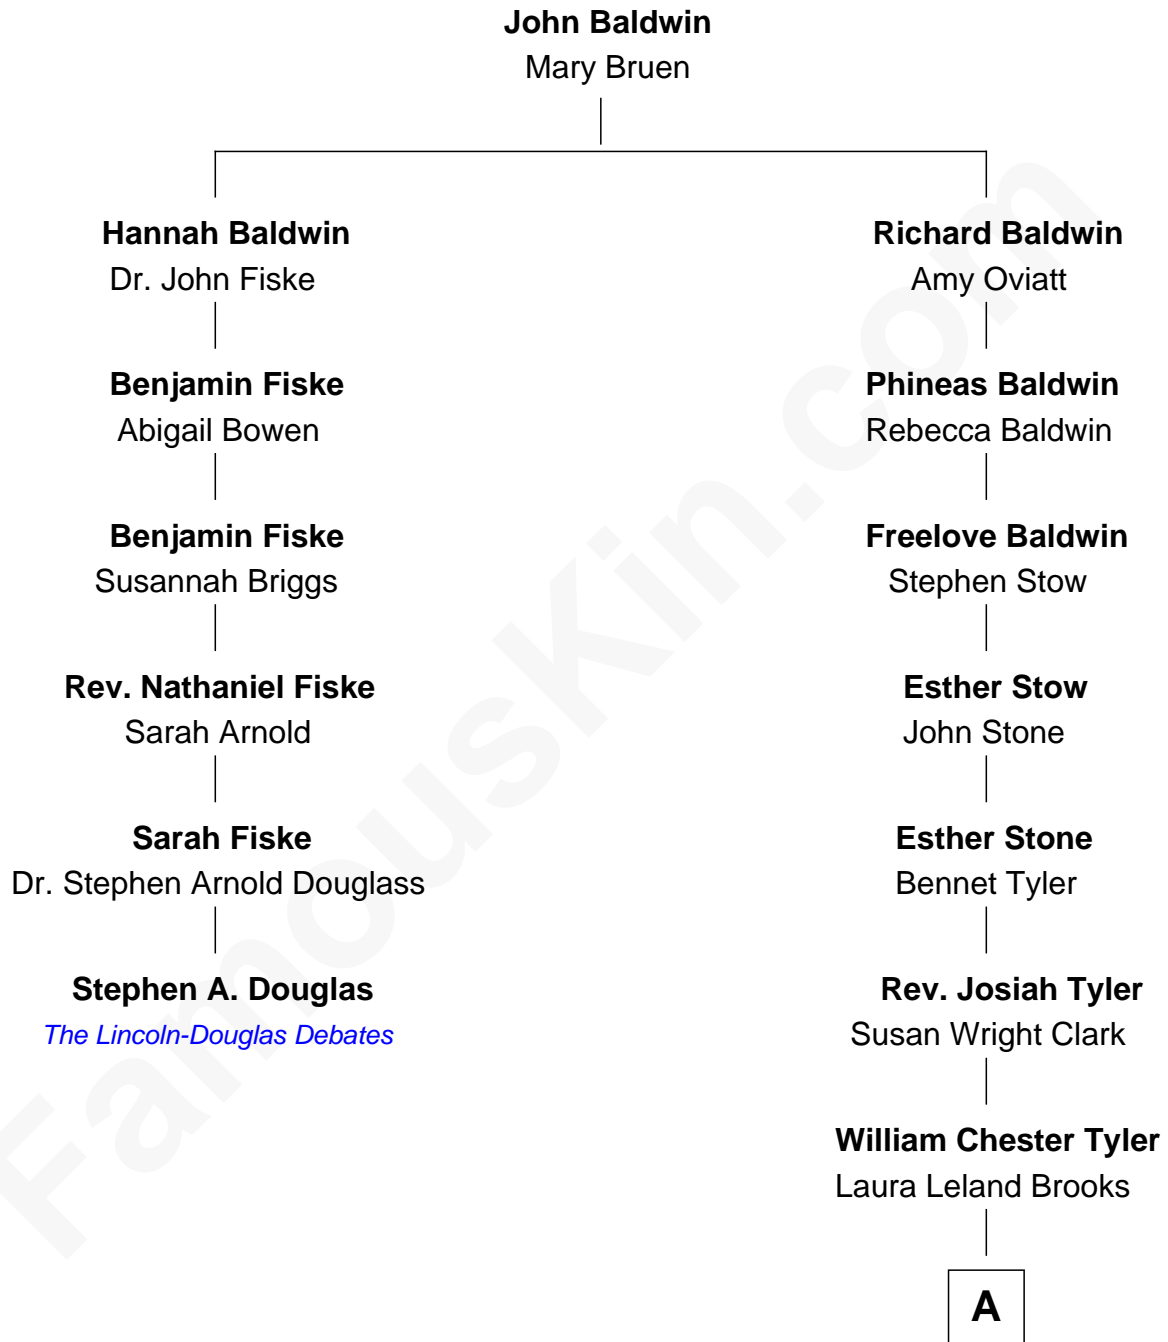 John Baldwin
Mary Bruen
Hannah Baldwin
Dr. John Fiske
Richard Baldwin
Amy Oviatt
Benjamin Fiske
Abigail Bowen
Phineas Baldwin
Rebecca Baldwin
Benjamin Fiske
Susannah Briggs
Freelove Baldwin
Stephen Stow
Rev. Nathaniel Fiske
Sarah Arnold
Esther Stow
John Stone
Sarah Fiske
Dr. Stephen Arnold Douglass
Esther Stone
Bennet Tyler
Stephen A. Douglas
The Lincoln-Douglas Debates
Rev. Josiah Tyler
Susan Wright Clark
William Chester Tyler
Laura Leland Brooks
A
FamousKin.com